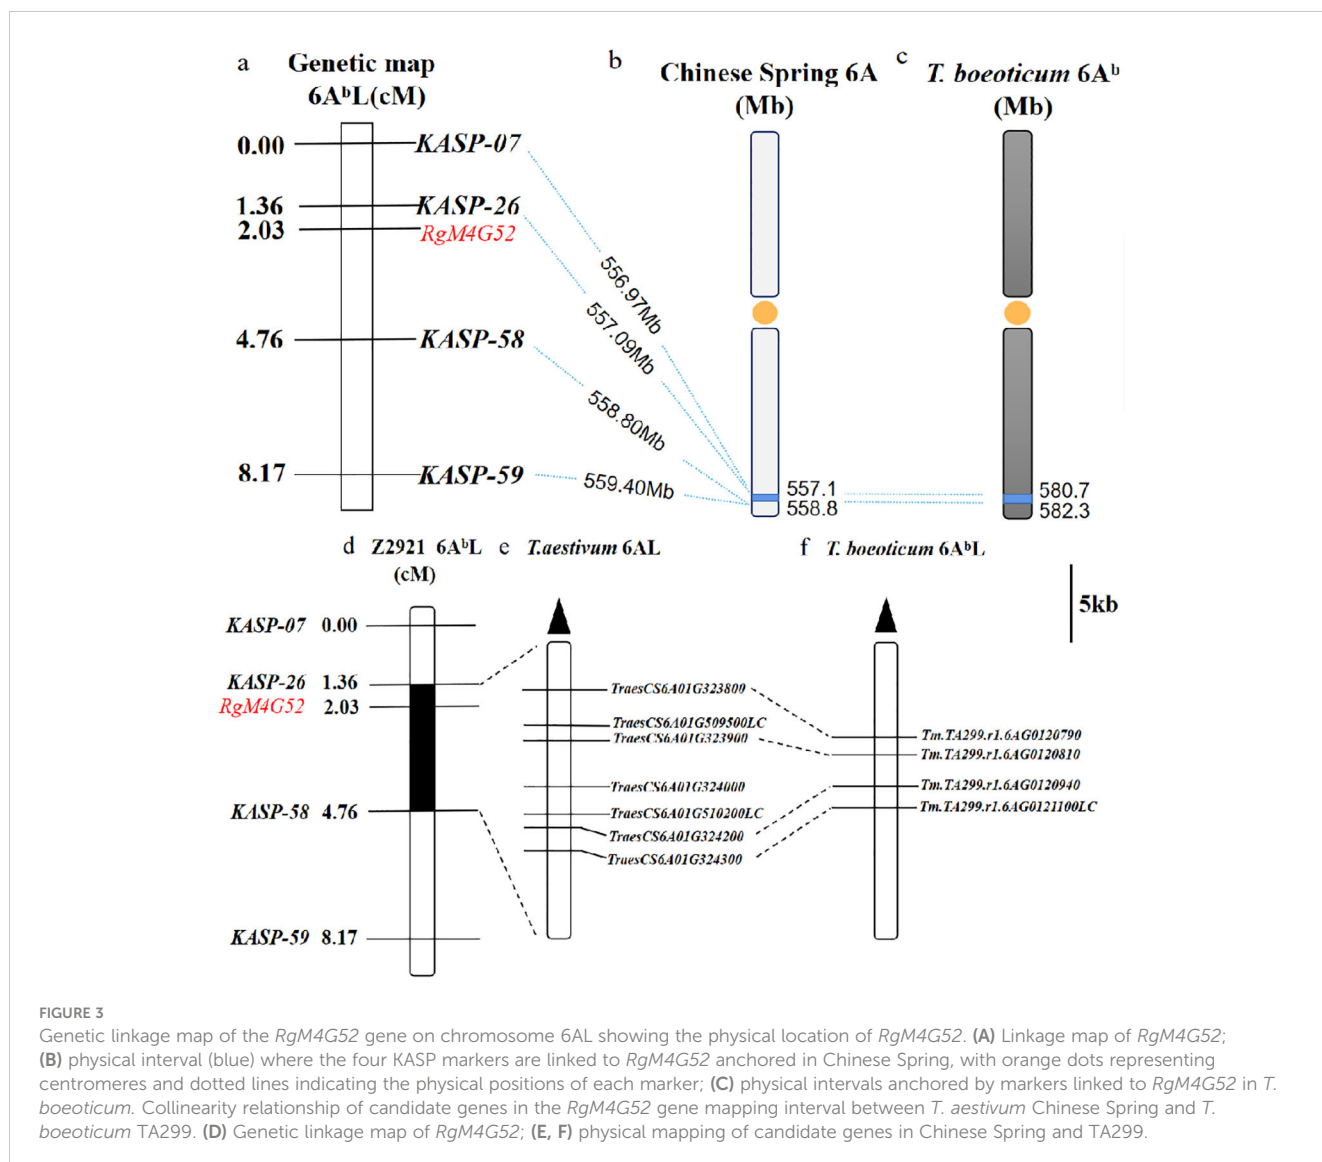 a
Genetic map
6AᵇL(cM)
0.00
KASP-07
1.36
KASP-26
2.03
RgM4G52
4.76
KASP-58
8.17
KASP-59
556.97Mb
557.09Mb
558.80Mb
559.40Mb
b
Chinese Spring 6A
(Mb)
557.1
558.8
c
T. boeoticum 6Aᵇ
(Mb)
580.7
582.3
d
Z2921 6AᵇL
(cM)
KASP-07 0.00
KASP-26 1.36
RgM4G52 2.03
KASP-58 4.76
KASP-59 8.17
e
T.aestivum 6AL
TraesCS6A01G323800
TraesCS6A01G509500LC
TraesCS6A01G323900
TraesCS6A01G324000
TraesCS6A01G510200LC
TraesCS6A01G324200
TraesCS6A01G324300
f
T. boeoticum 6AᵇL
5kb
Tm.TA299.r1.6AG0120790
Tm.TA299.r1.6AG0120810
Tm.TA299.r1.6AG0120940
Tm.TA299.r1.6AG0121100LC
FIGURE 3
Genetic linkage map of the RgM4G52 gene on chromosome 6AL showing the physical location of RgM4G52. (A) Linkage map of RgM4G52;
(B) physical interval (blue) where the four KASP markers are linked to RgM4G52 anchored in Chinese Spring, with orange dots representing
centromeres and dotted lines indicating the physical positions of each marker; (C) physical intervals anchored by markers linked to RgM4G52 in T.
boeoticum. Collinearity relationship of candidate genes in the RgM4G52 gene mapping interval between T. aestivum Chinese Spring and T.
boeoticum TA299. (D) Genetic linkage map of RgM4G52; (E, F) physical mapping of candidate genes in Chinese Spring and TA299.